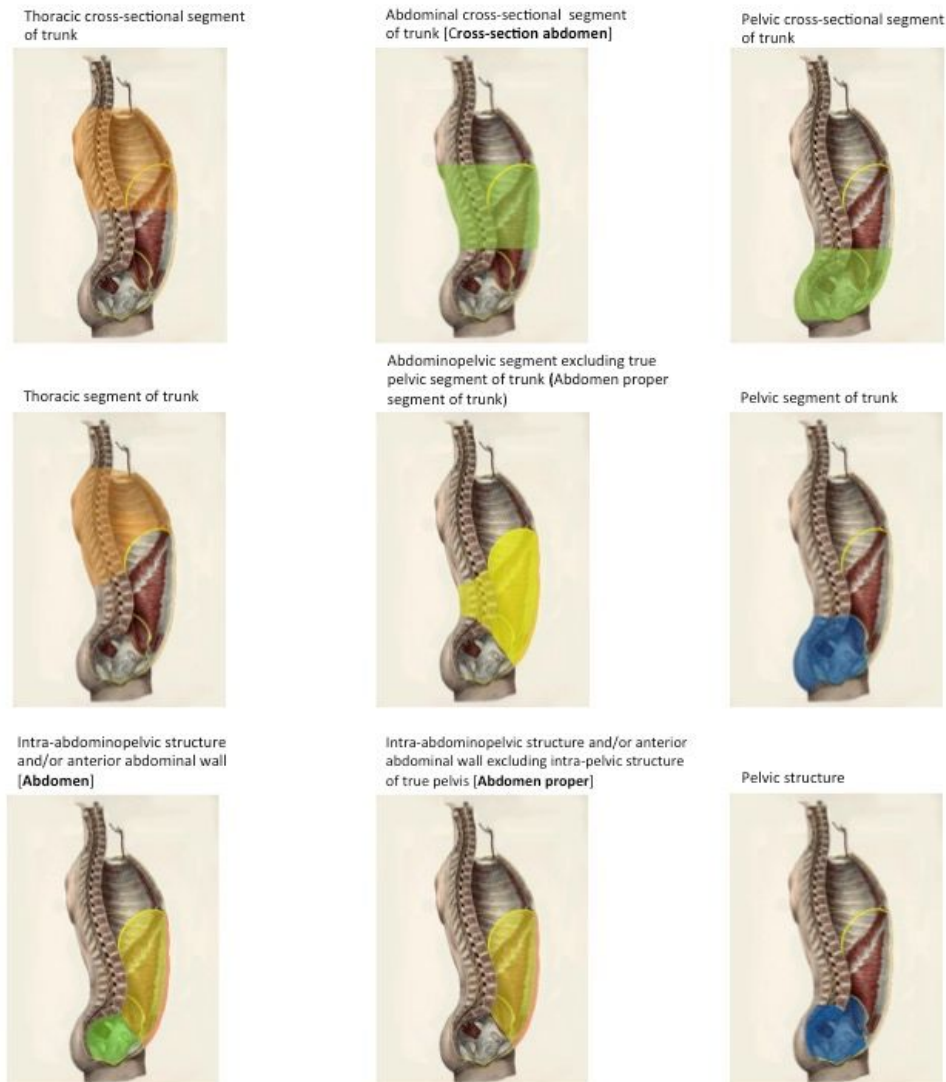 Thoracic cross-sectional segment
of trunk
Abdominal cross-sectional  segment
of trunk [Cross-section abdomen]
Pelvic cross-sectional segment
of trunk
Thoracic segment of trunk
Abdominopelvic segment excluding true
pelvic segment of trunk (Abdomen proper
segment of trunk)
Pelvic segment of trunk
Intra-abdominopelvic structure
and/or anterior abdominal wall
[Abdomen]
Intra-abdominopelvic structure and/or anterior
abdominal wall excluding intra-pelvic structure
of true pelvis [Abdomen proper]
Pelvic structure